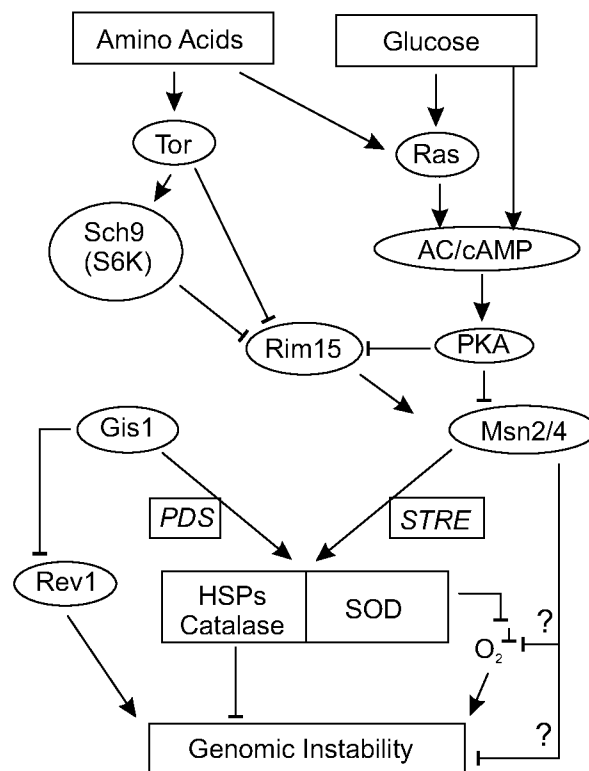 Amino Acids
Glucose
Tor
Ras
Sch9
(S6K)
AC/cAMP
Rim15
PKA
Gis1
Msn2/4
PDS
STRE
Rev1
HSPs
Catalase
SOD
?
O2
?
Genomic Instability